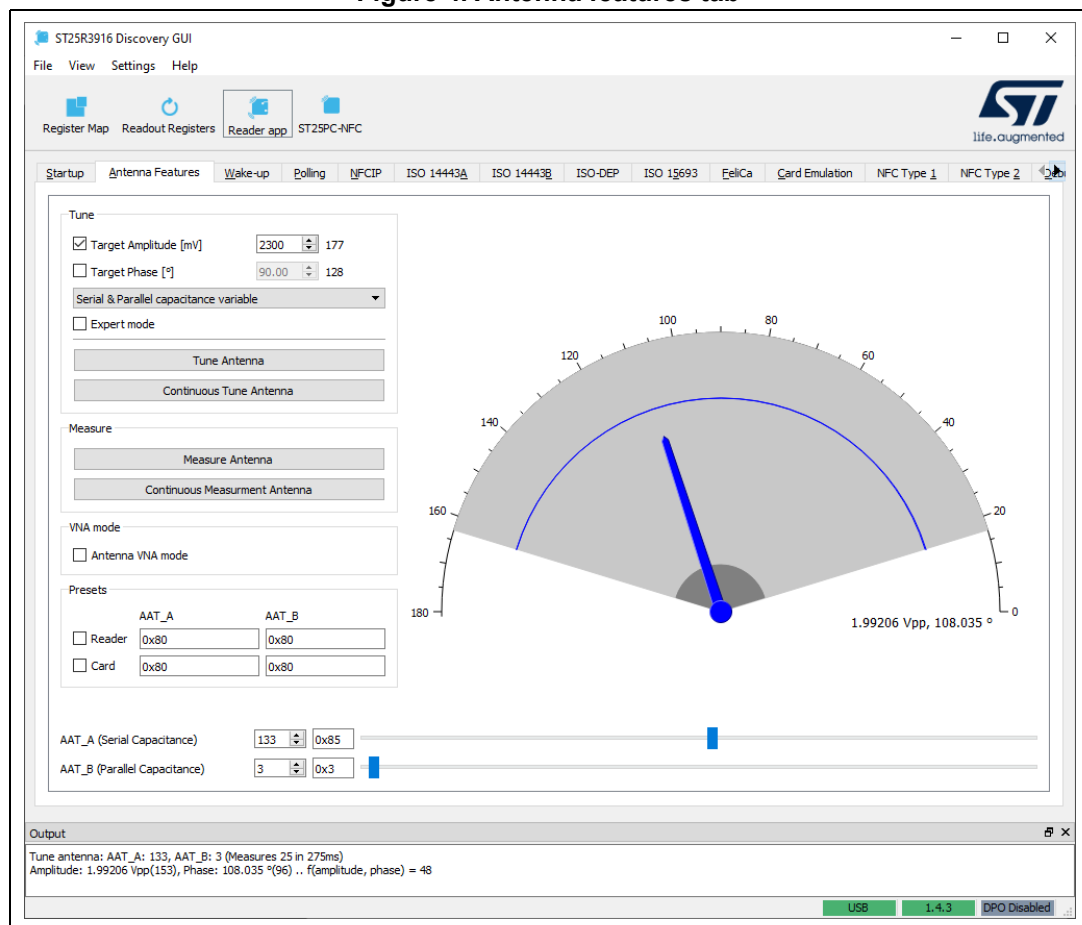 ST25R3916 Discovery GUI
File View Settings Help
Register Map Readout Registers Reader app ST25PC-NFC
ST
life.augmented
Startup Antenna Features Wake-up Polling NFCIP ISO 14443A ISO 14443B ISO-DEP ISO 15693 FeliCa Card Emulation NFC Type 1 NFC Type 2
Tune
Target Amplitude [mV] 2300 177
Target Phase [°] 90.00 128
Serial & Parallel capacitance variable
Expert mode
Tune Antenna
Continuous Tune Antenna
Measure
Measure Antenna
Continuous Measurment Antenna
VNA mode
Antenna VNA mode
Presets
AAT_A AAT_B
Reader 0x80 0x80
Card 0x80 0x80
100 80
120 60
140 40
160 20
180 0
1.99206 Vpp, 108.035 °
AAT_A (Serial Capacitance) 133 0x85
AAT_B (Parallel Capacitance) 3 0x3
Output
Tune antenna: AAT_A: 133, AAT_B: 3 (Measures 25 in 275ms)
Amplitude: 1.99206 Vpp(153), Phase: 108.035 °(96) .. f(amplitude, phase) = 48
USB 1.4.3 DPO Disabled